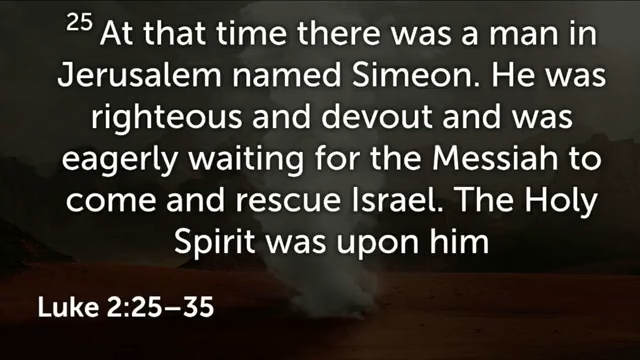 25 At that time there was a man in
Jerusalem named Simeon. He was
righteous and devout and was
eagerly waiting for the Messiah to
come and rescue Israel. The Holy
Spirit was upon him
Luke 2:25–35